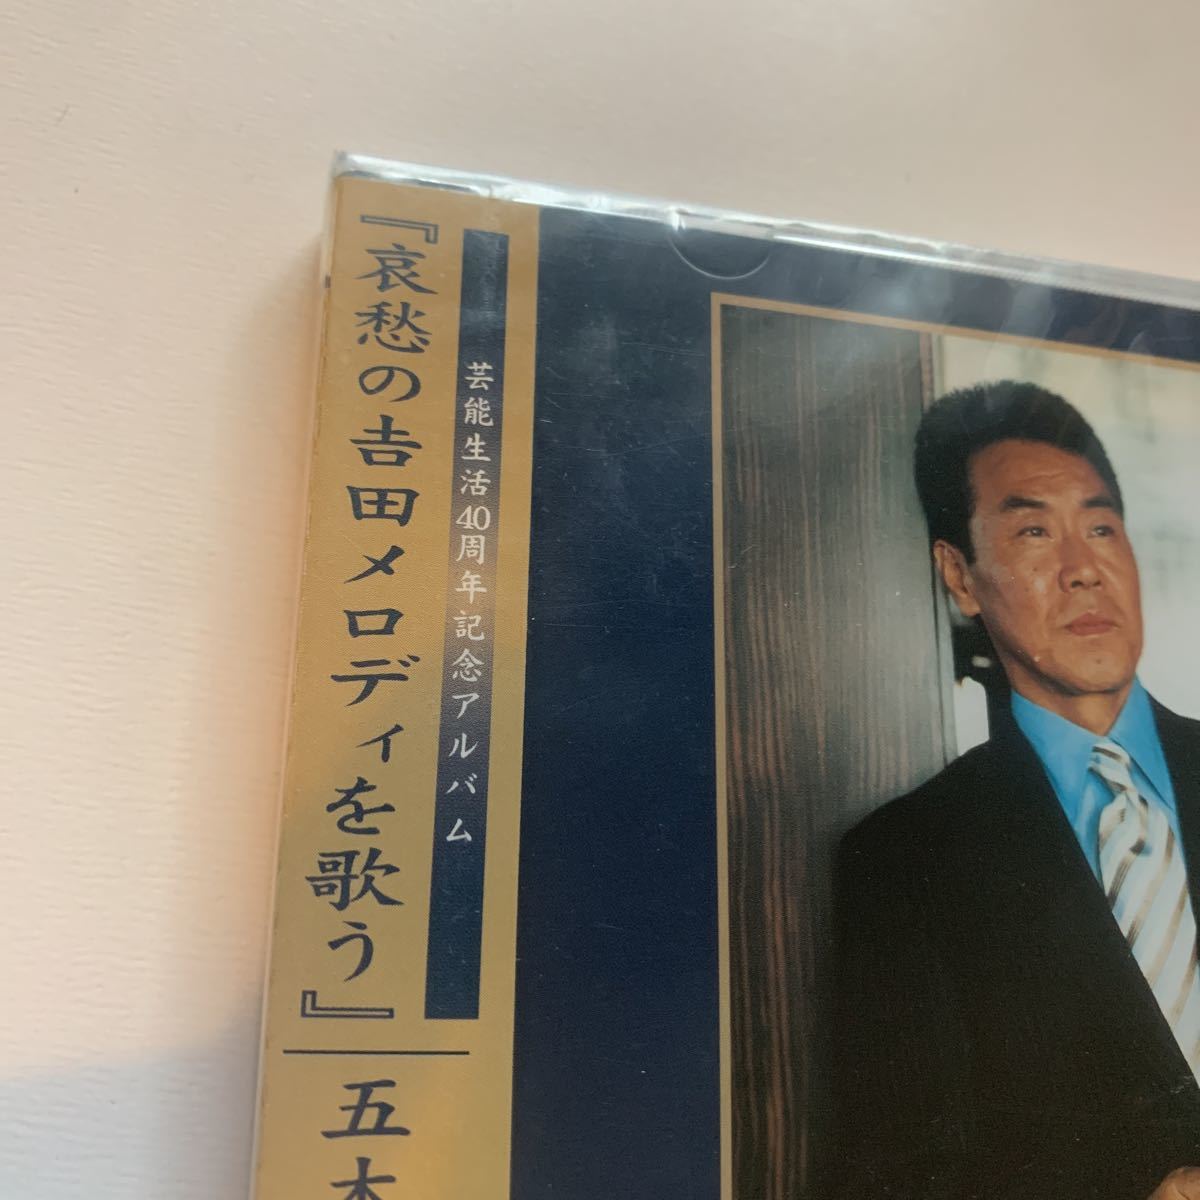 芸能生活40周年記念アルバム
『哀愁の吉田メロディを歌う』
五木